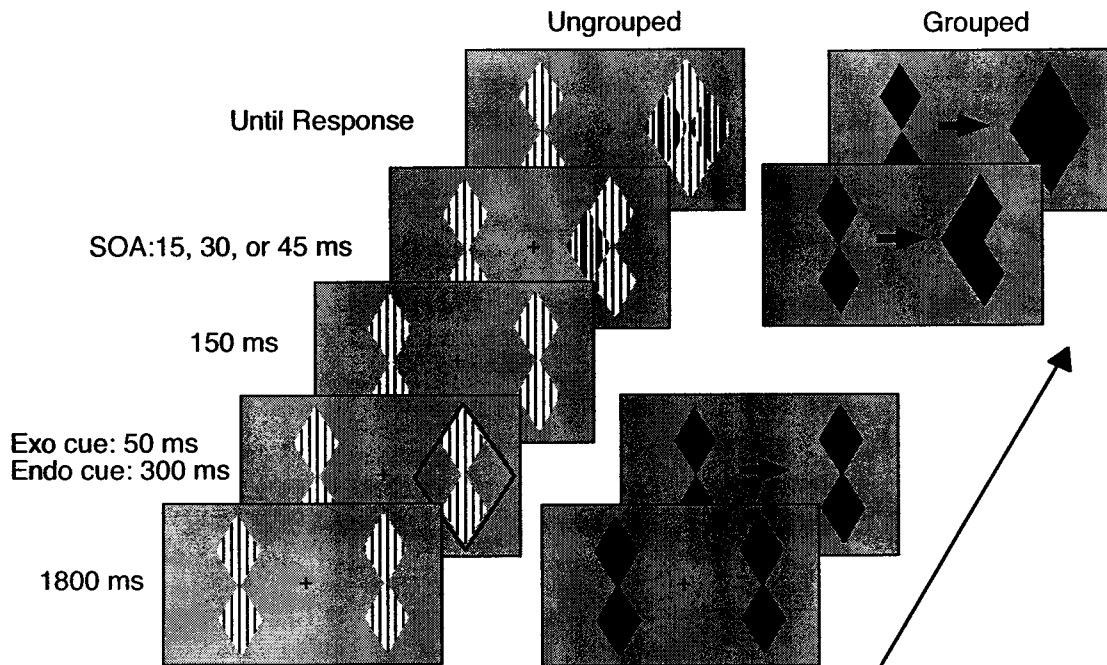 Ungrouped
Grouped
Until Response
SOA:15, 30, or 45 ms
150 ms
Exo cue: 50 ms
Endo cue: 300 ms
1800 ms